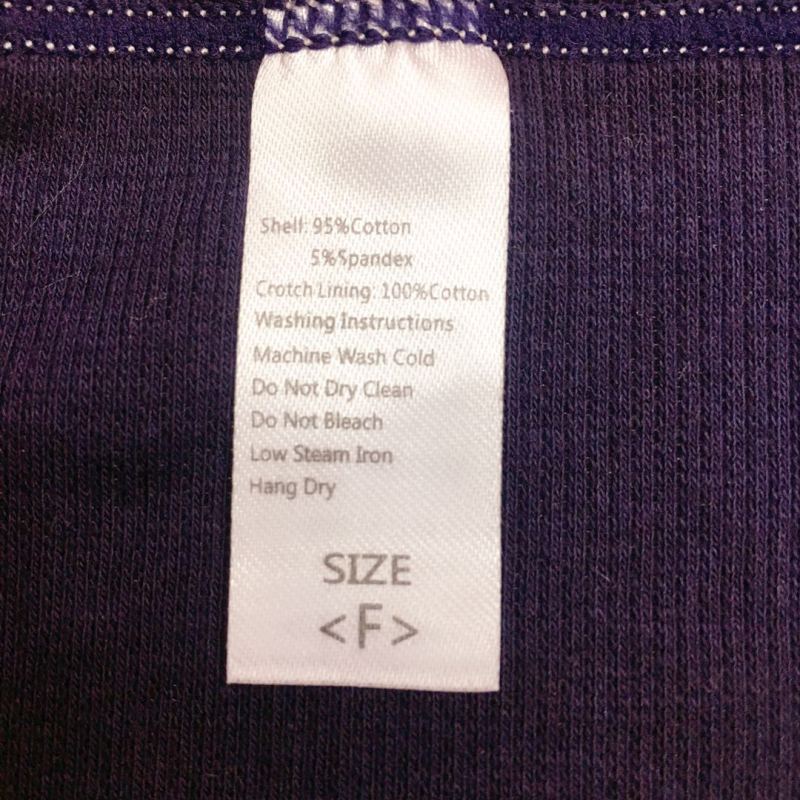 Shell: 95%Cotton
5%Spandex
Crotch Lining: 100%Cotton
Washing Instructions
Machine Wash Cold
Do Not Dry Clean
Do Not Bleach
Low Steam Iron
Hang Dry
SIZE
<F>